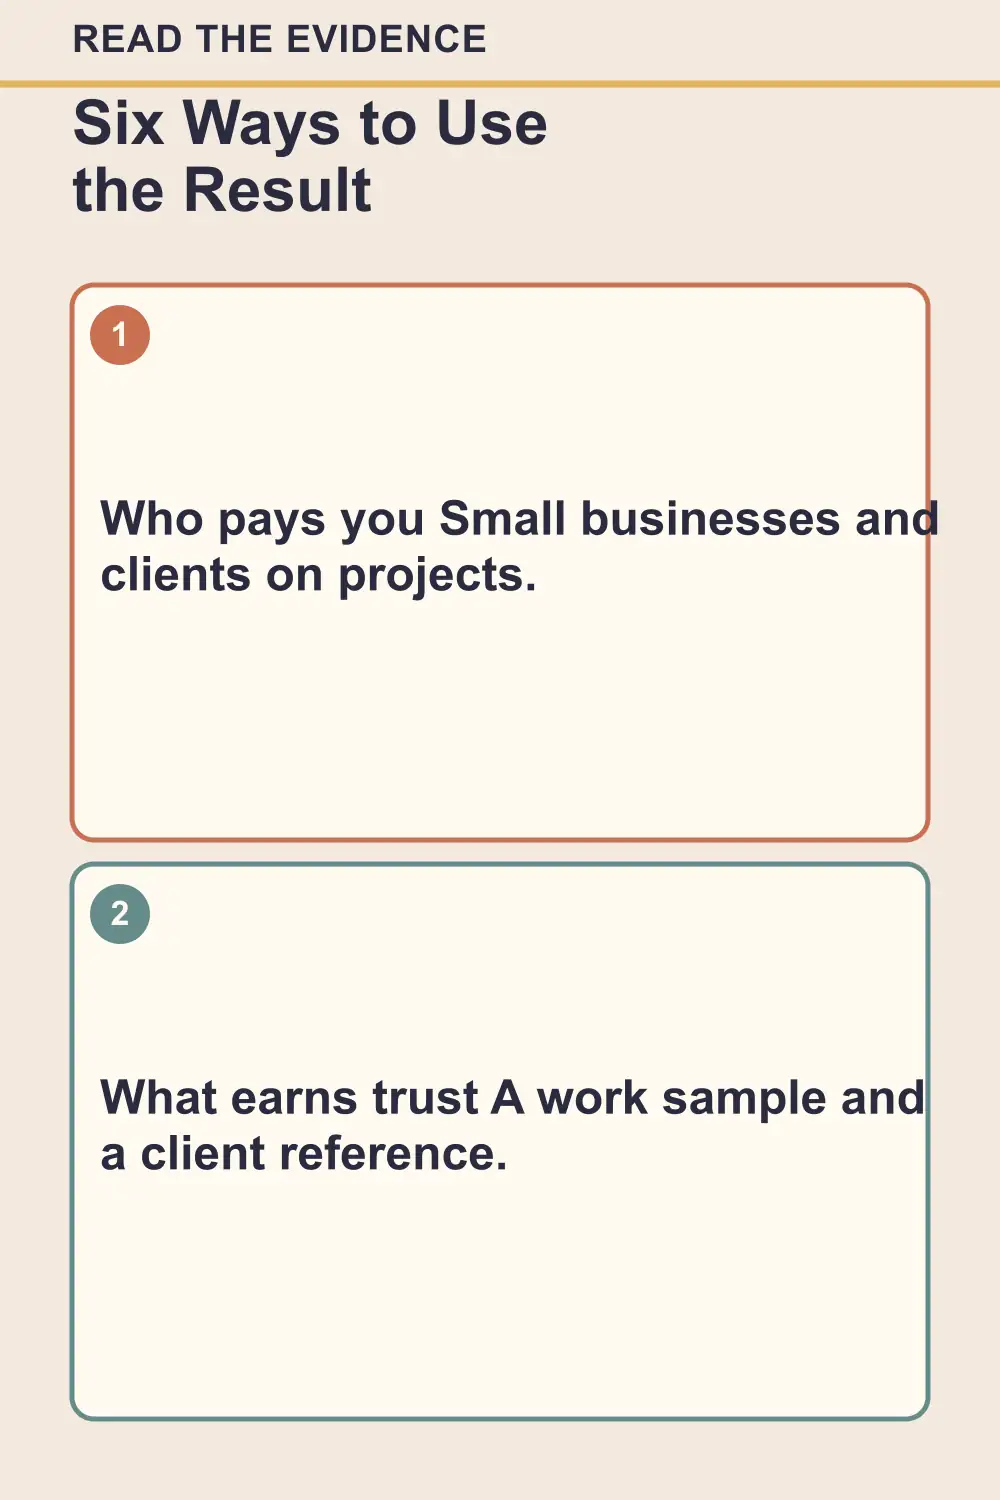 READ THE EVIDENCE
Six Ways to Use
the Result
1
Who pays you Small businesses and
clients on projects.
2
What earns trust A work sample and
a client reference.